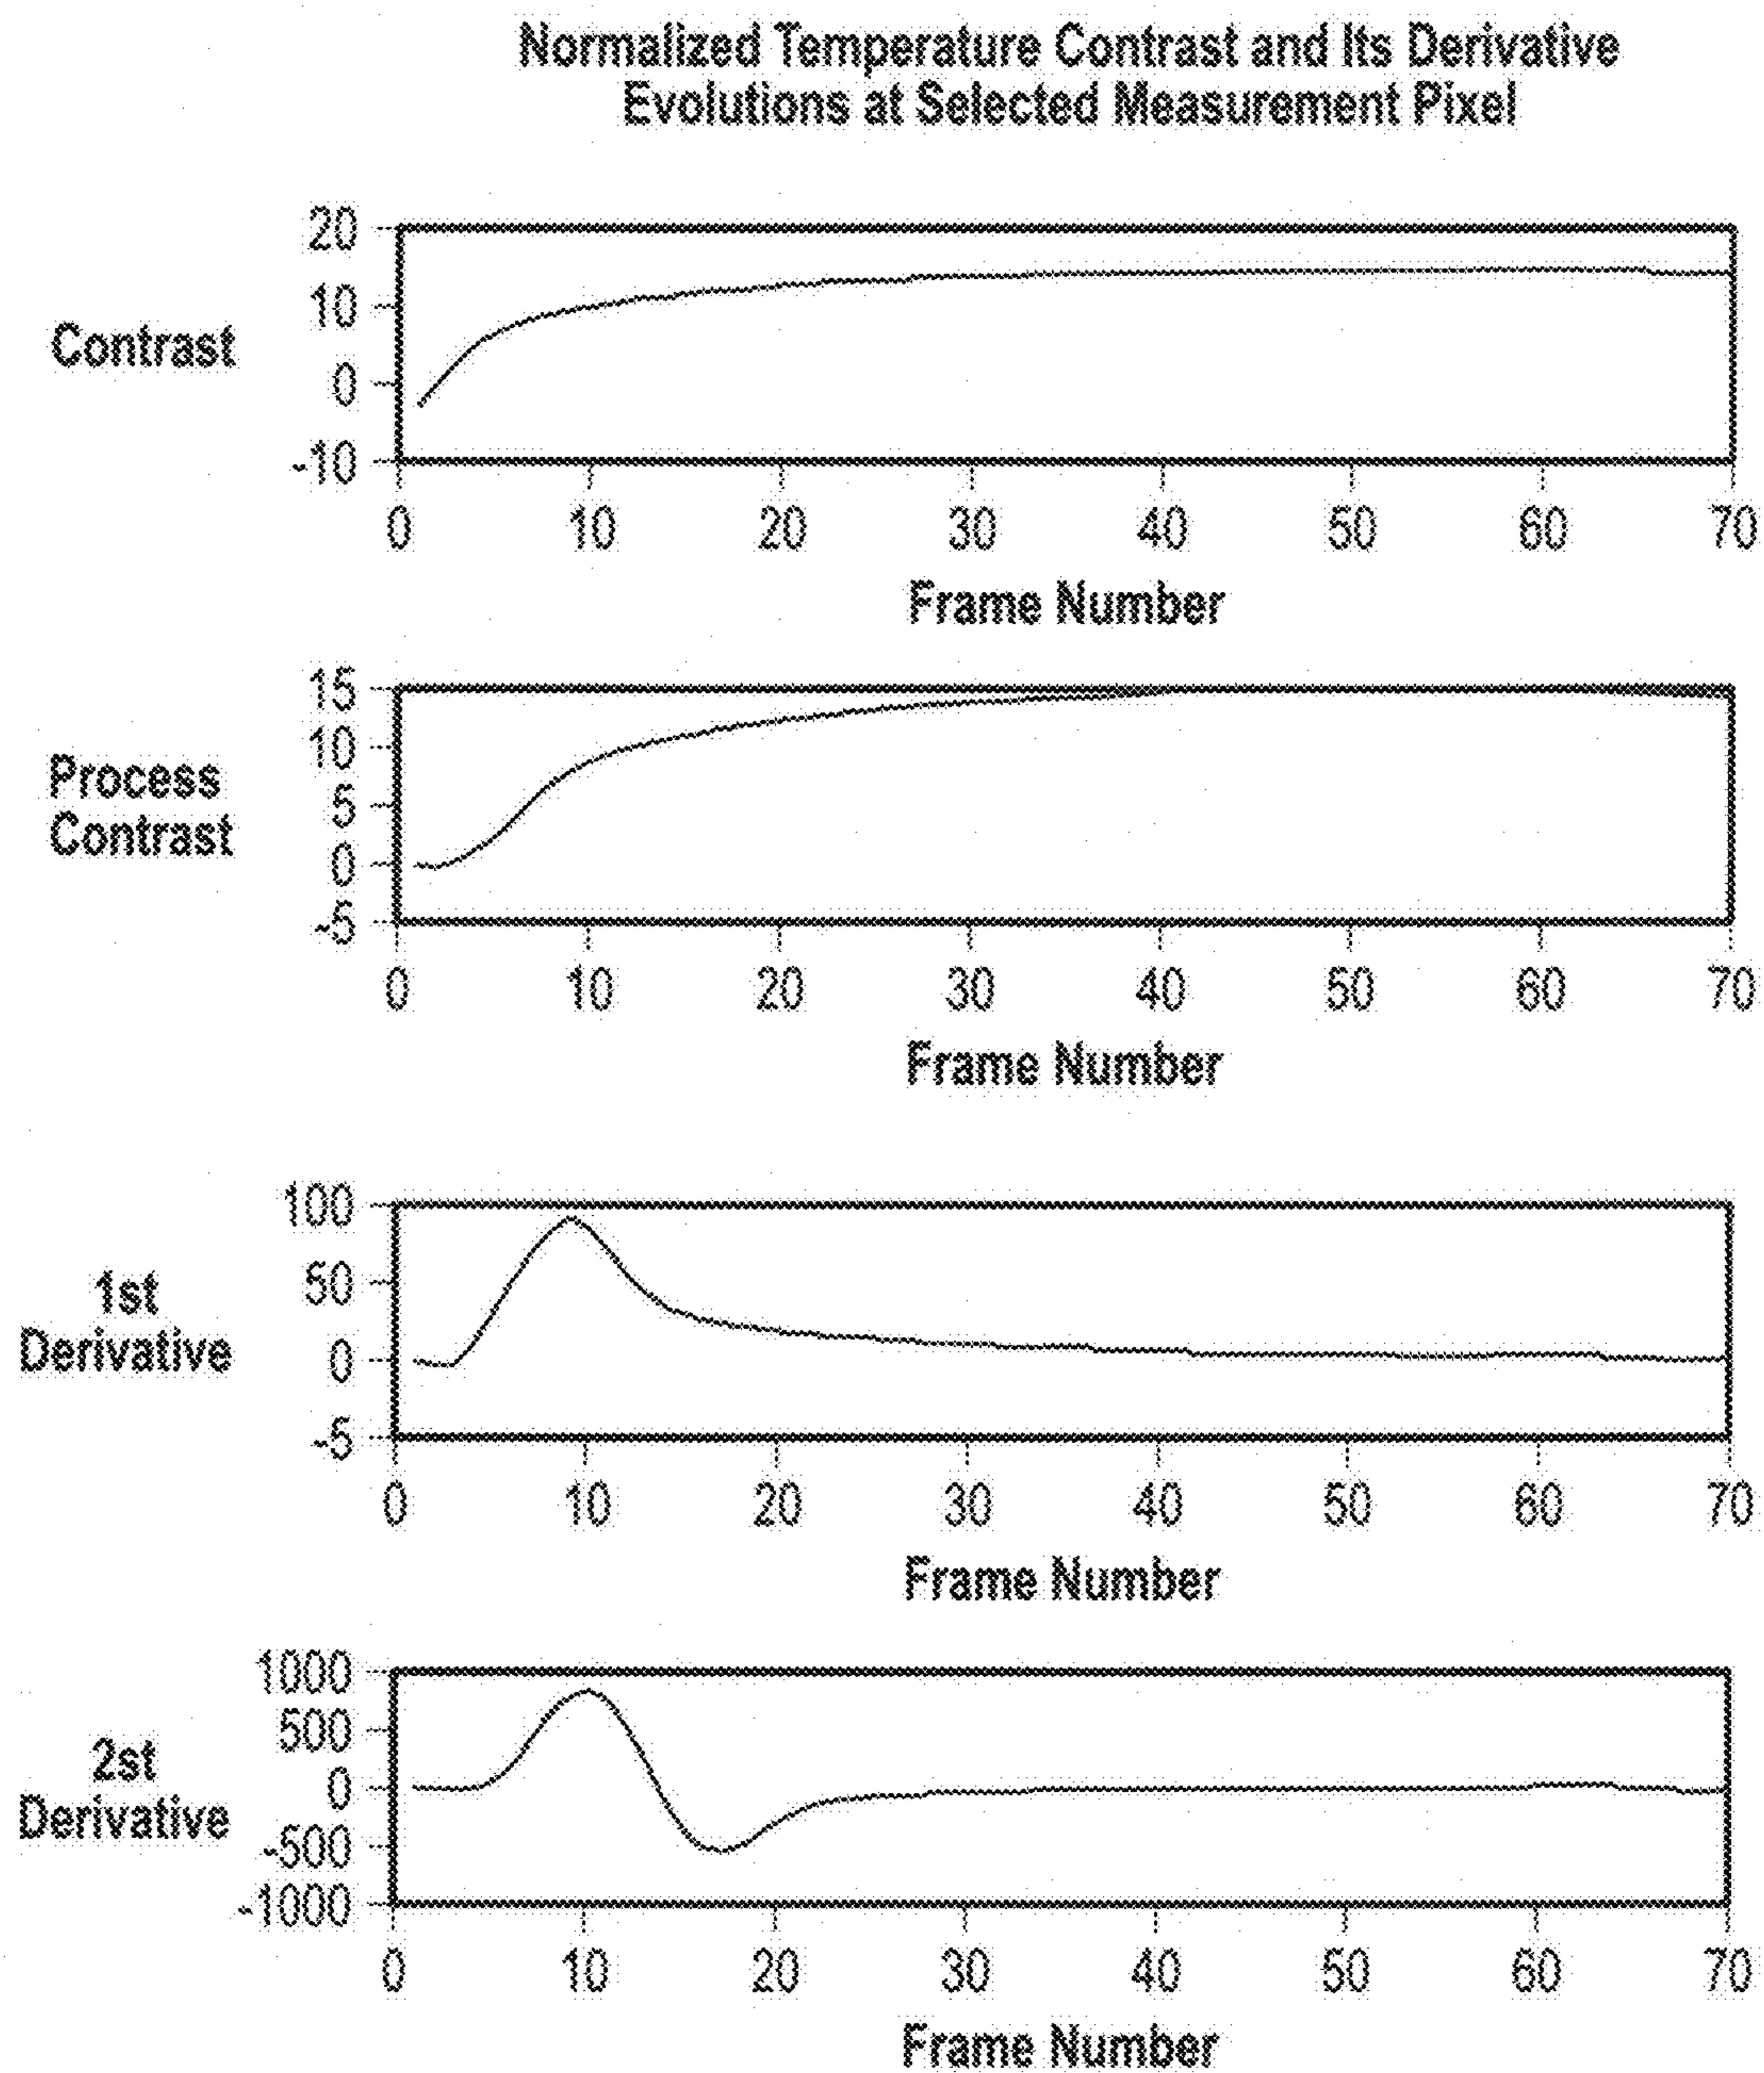 Normalized Temperature Contrast and Its Derivative
Evolutions at Selected Measurement Pixel
20
10
0
-10
Contrast
0 10 20 30 40 50 60 70
Frame Number
15
10
5
0
-5
Process
Contrast
0 10 20 30 40 50 60 70
Frame Number
100
50
0
-5
1st
Derivative
0 10 20 30 40 50 60 70
Frame Number
1000
500
0
-500
-1000
2st
Derivative
0 10 20 30 40 50 60 70
Frame Number